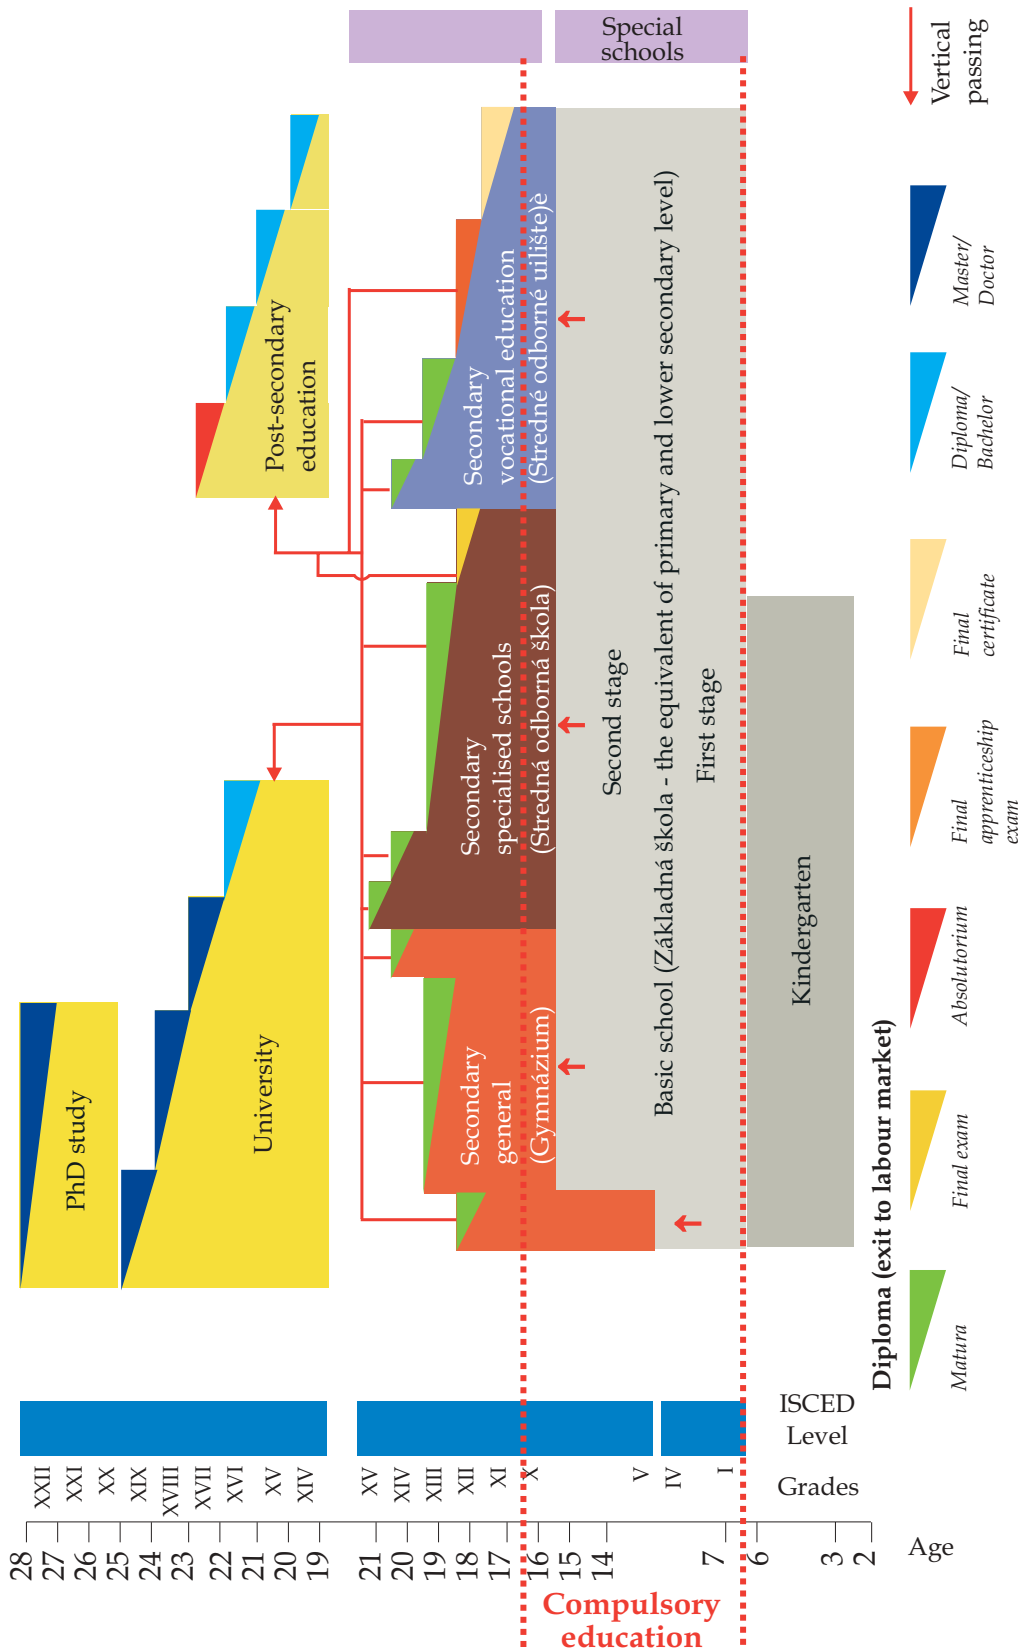 Special
schools
Vertical
passing
Post-secondary
education
Secondary
vocational education
(Stredné odborné uilište)è
Secondary
specialised schools
(Stredná odborná škola)
Secondary
general
(Gymnázium)
PhD study
University
Second stage
Basic school (Základná škola - the equivalent of primary and lower secondary level)
First stage
Kindergarten
Diploma (exit to labour market)
Matura
Final exam
Absolutorium
Final
apprenticeship
exam
Final
certificate
Diploma/
Bachelor
Master/
Doctor
ISCED
Level
Grades
XXII
XXI
XX
XIX
XVIII
XVII
XVI
XV
XIV
XV
XIV
XIII
XII
XI
X
V
IV
I
Age
28
27
26
25
24
23
22
21
20
19
21
20
19
18
17
16
15
14
7
6
3
2
Compulsory
education